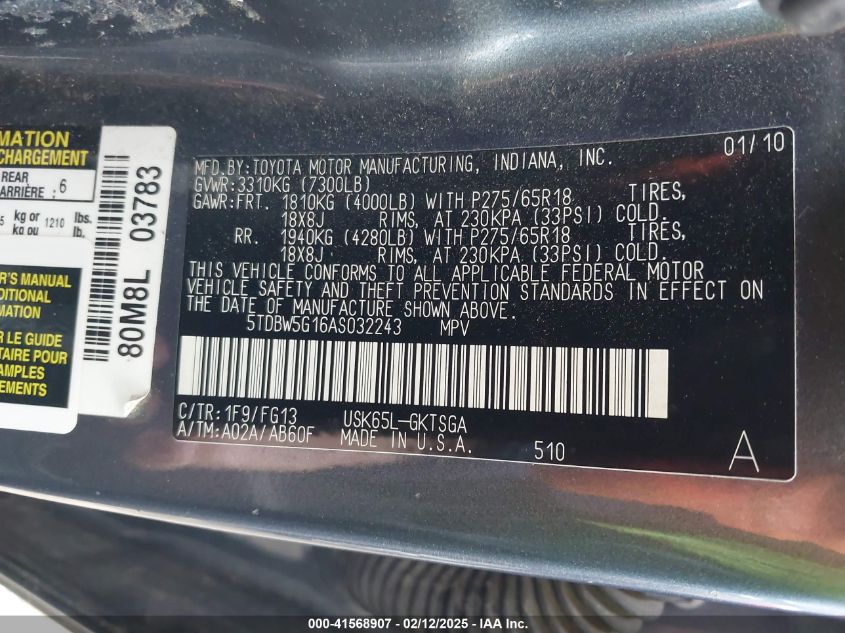 MATION
CHARGEMENT
REAR
ARRIÈRE 6
5 kg or 1210 lbs.
kg ou lb.
R'S MANUAL
DDITIONAL
RMATION
R LE GUIDE
TAIRE POUR
AMPLES
NEMENTS
80M8L 03783
MFD.BY:TOYOTA MOTOR MANUFACTURING, INDIANA, INC. 01/10
GVWR:3310KG (7300LB)
GAWR:FRT. 1810KG (4000LB) WITH P275/65R18 TIRES,
18X8J RIMS, AT 230KPA (33PSI) COLD.
RR. 1940KG (4280LB) WITH P275/65R18 TIRES,
18X8J RIMS, AT 230KPA (33PSI) COLD.
THIS VEHICLE CONFORMS TO ALL APPLICABLE FEDERAL MOTOR
VEHICLE SAFETY AND THEFT PREVENTION STANDARDS IN EFFECT ON
THE DATE OF MANUFACTURE SHOWN ABOVE.
5TDBW5G16AS032243 MPV
C/TR:1F9/FG13 USK65L-GKTSGA
A/TM:A02A/AB60F MADE IN U.S.A. 510 A
000-41568907 - 02/12/2025 - IAA Inc.